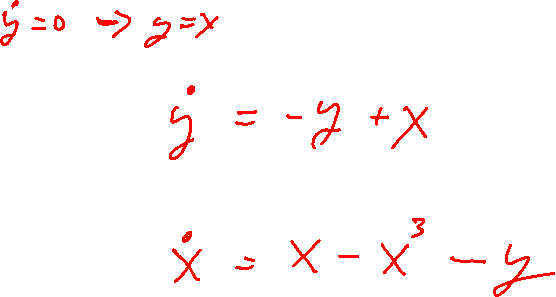 ẏ=0 → y=x
ẏ = -y + x
ẋ = x - x³ - y